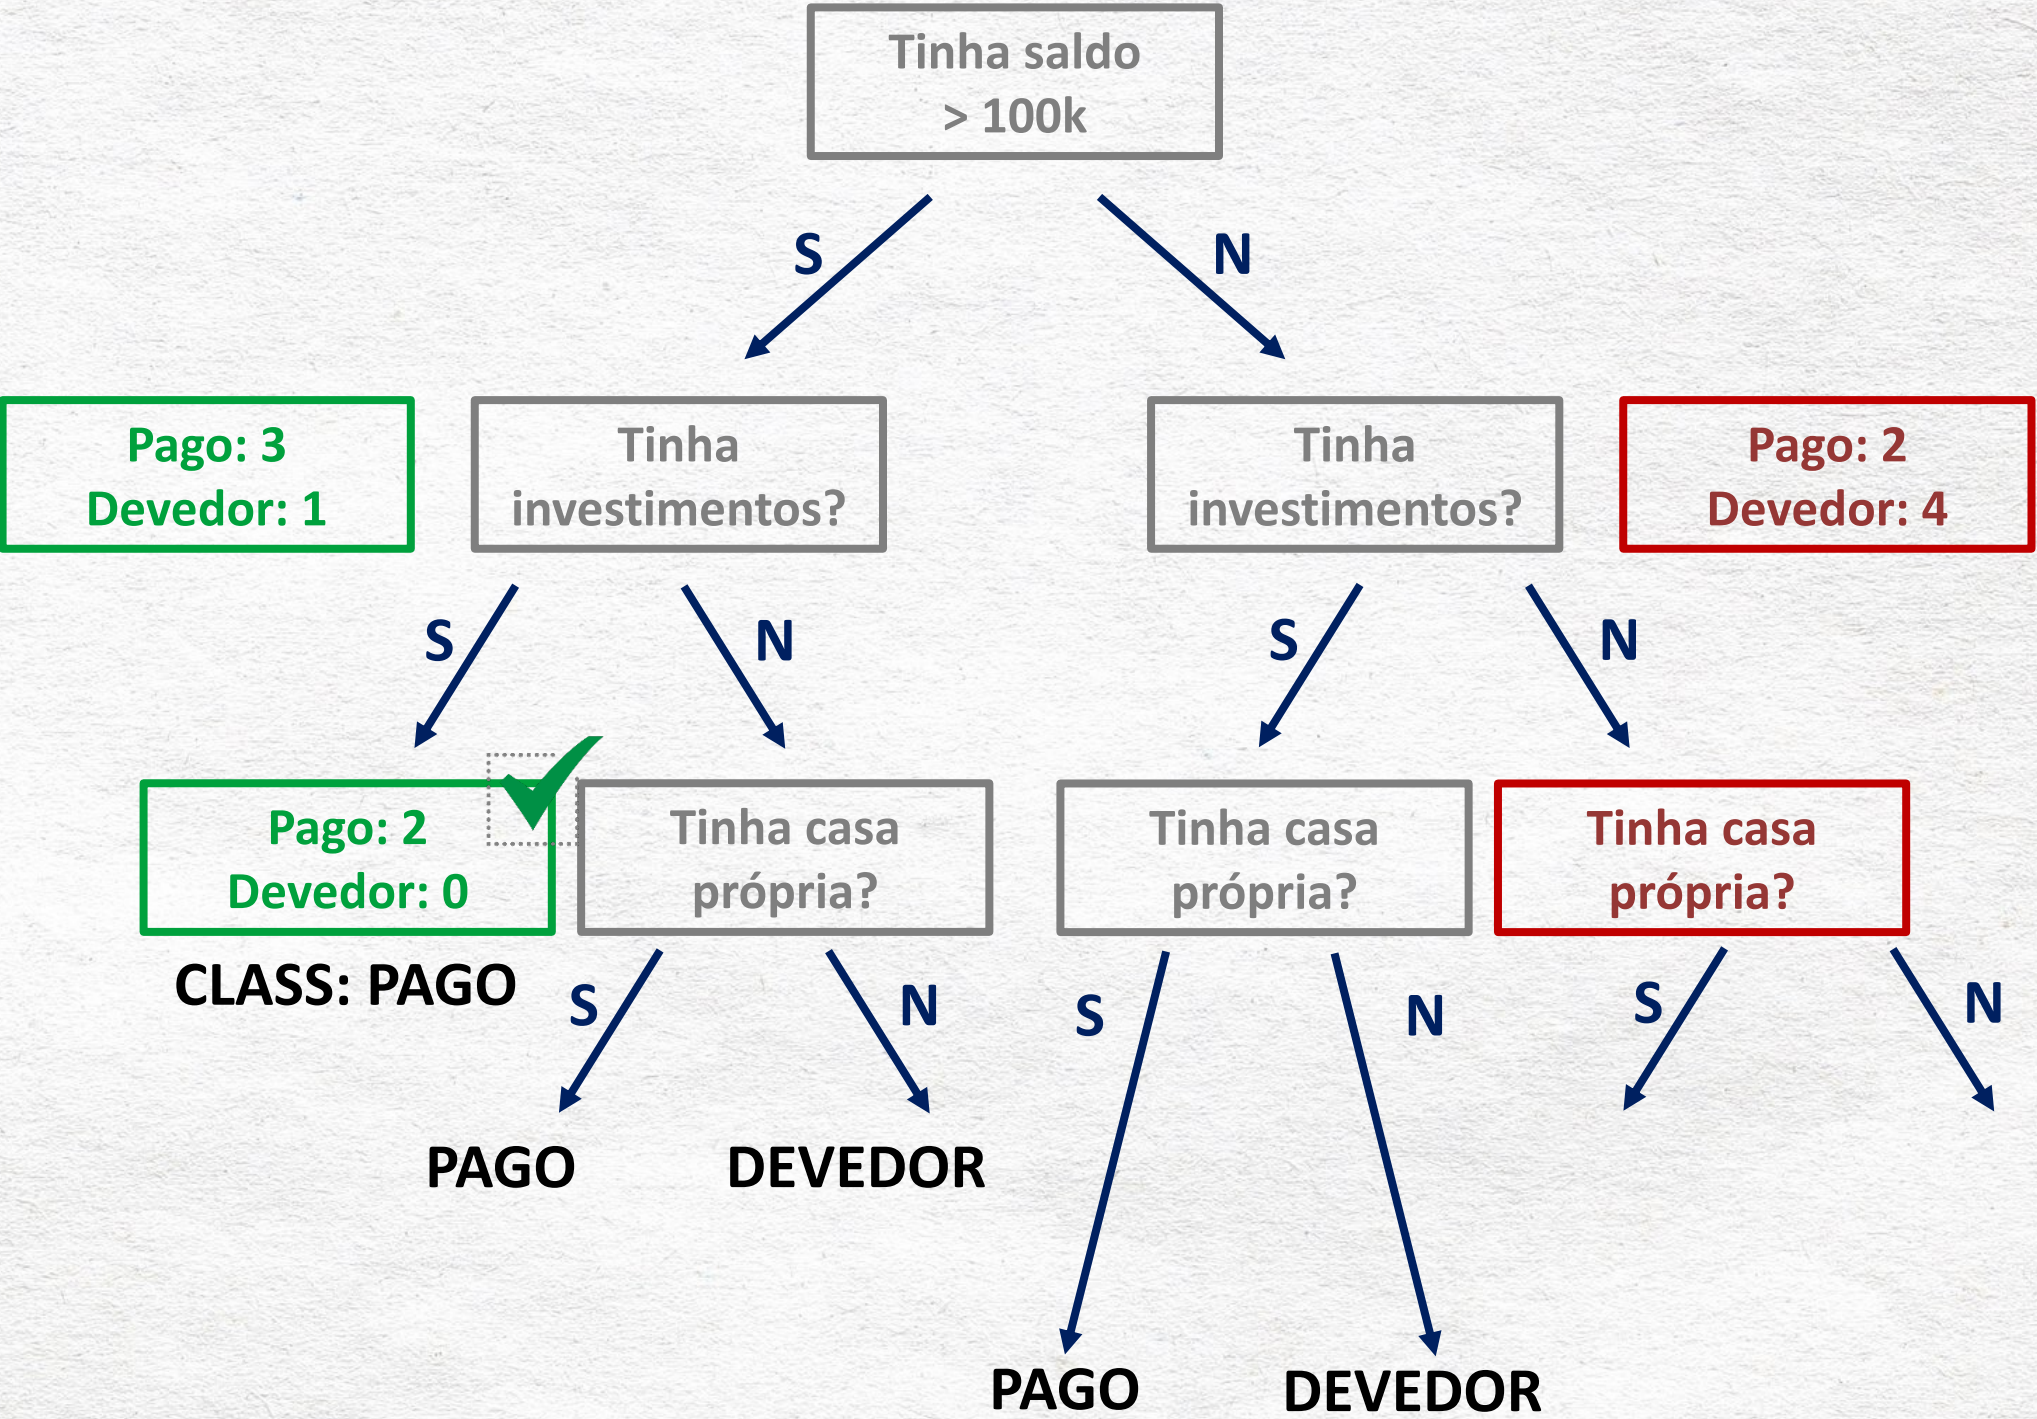 Tinha saldo
> 100k
S
N
Pago: 3
Devedor: 1
Tinha
investimentos?
Tinha
investimentos?
Pago: 2
Devedor: 4
S
N
S
N
Pago: 2
Devedor: 0
Tinha casa
própria?
Tinha casa
própria?
Tinha casa
própria?
CLASS: PAGO
S
N
S
N
S
N
PAGO
DEVEDOR
PAGO
DEVEDOR